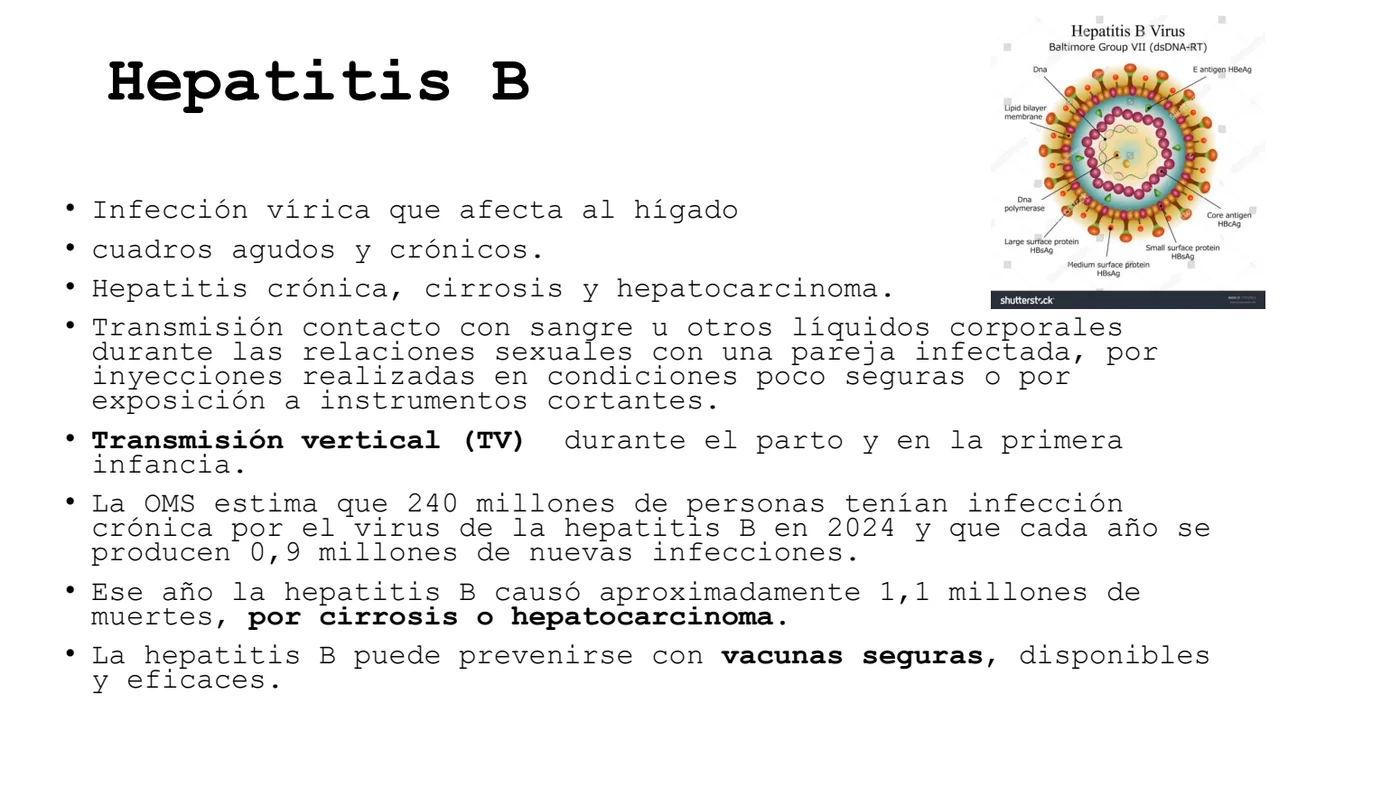 Hepatitis B
Hepatitis B Virus
Baltimore Group VII (dsDNA-RT)
Dna
E antigen HBeAg
Lipid bilayer
membrane
Dna
polymerase
Core antigen
HBcAg
Large surface protein
HBsAg
Small surface protein
HBsAg
Medium surface protein
HBsAg
shutterstock
• Infección vírica que afecta al hígado
• cuadros agudos y crónicos.
• Hepatitis crónica, cirrosis y hepatocarcinoma.
• Transmisión contacto con sangre u otros líquidos corporales
durante las relaciones sexuales con una pareja infectada, por
inyecciones realizadas en condiciones poco seguras o por
exposición a instrumentos cortantes.
• Transmisión vertical (TV) durante el parto y en la primera
infancia.
• La OMS estima que 240 millones de personas tenían infección
crónica por el virus de la hepatitis B en 2024 y que cada año se
producen 0,9 millones de nuevas infecciones.
• Ese año la hepatitis B causó aproximadamente 1,1 millones de
muertes, por cirrosis o hepatocarcinoma.
• La hepatitis B puede prevenirse con vacunas seguras, disponibles
y eficaces.